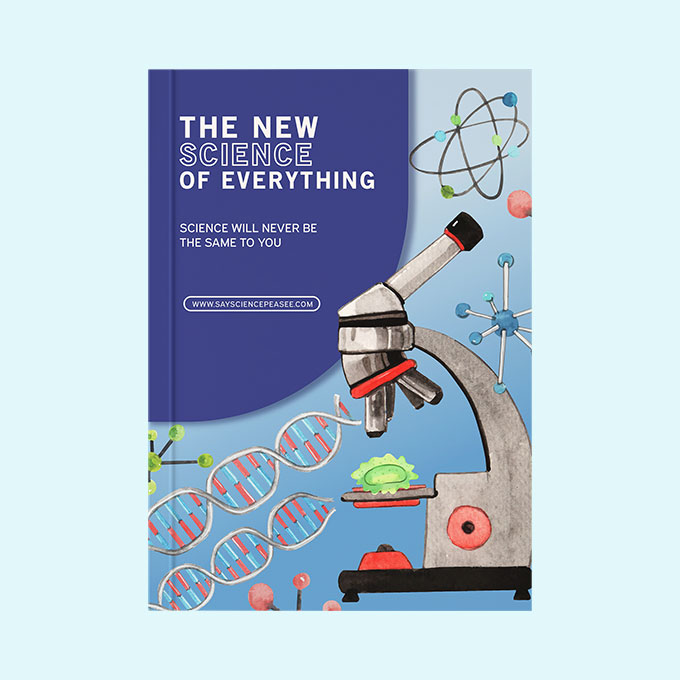 THE NEW
SCIENCE
OF EVERYTHING
SCIENCE WILL NEVER BE
THE SAME TO YOU
WWW.SAYSCIENCEPEASEE.COM